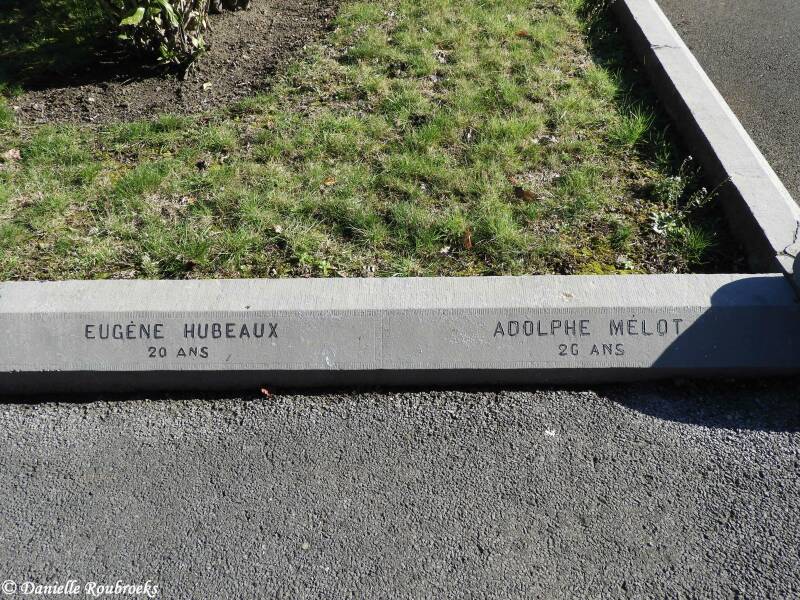 EUGÈNE HUBEAUX
20 ANS
ADOLPHE MÉLOT
26 ANS
© Danielle Roubroeks